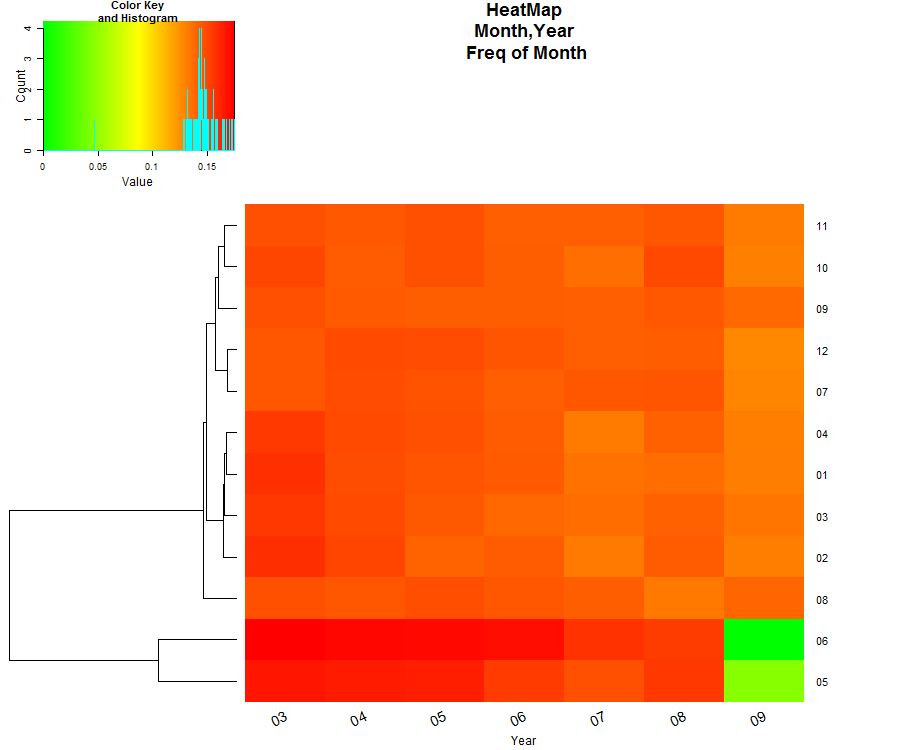 Color Key
and Histogram
HeatMap
Month,Year
Freq of Month
Count
0 1 2 3 4
0 0.05 0.1 0.15
Value
11
10
09
12
07
04
01
03
02
08
06
05
03 04 05 06 07 08 09
Year